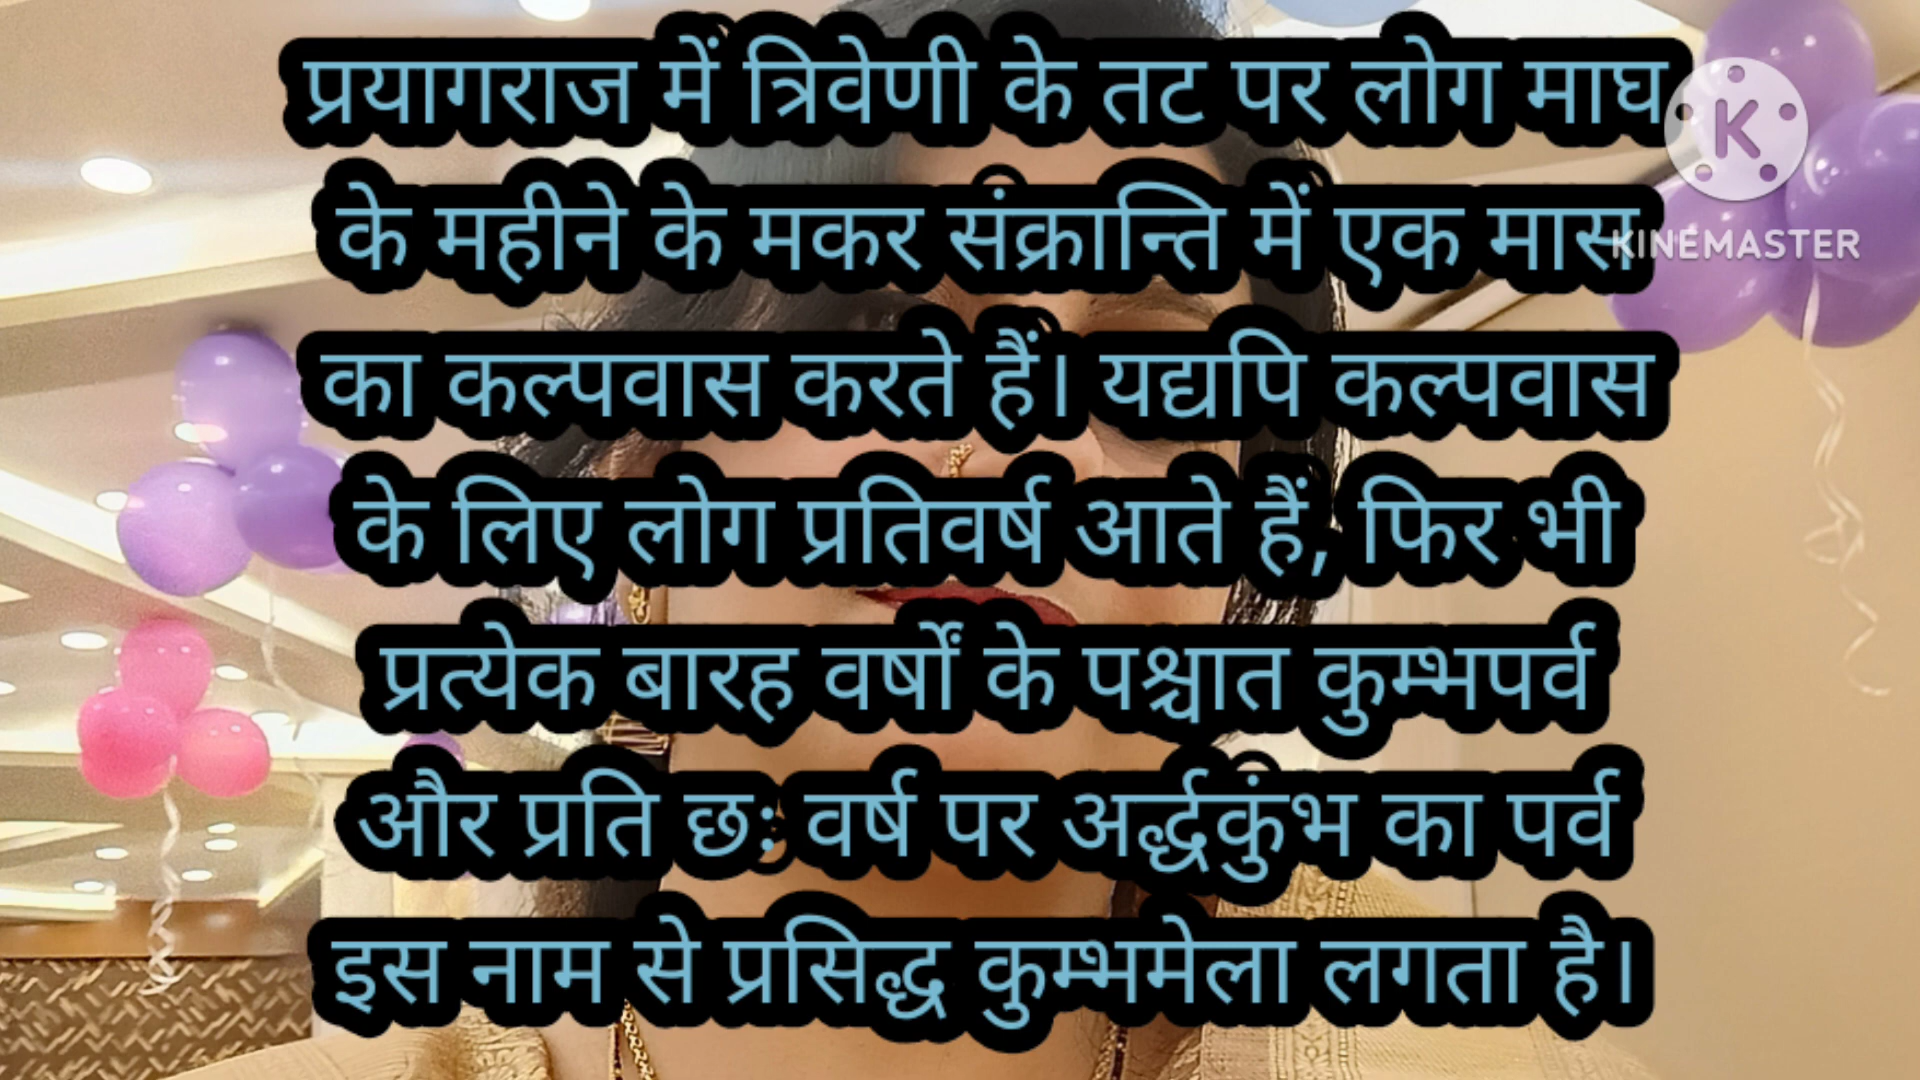 प्रयागराज में त्रिवेणी के तट पर लोग माघ
के महीने के मकर संक्रान्ति में एक मास
का कल्पवास करते हैं। यद्यपि कल्पवास
के लिए लोग प्रतिवर्ष आते हैं, फिर भी
प्रत्येक बारह वर्षों के पश्चात कुम्भपर्व
और प्रति छः वर्ष पर अर्द्धकुंभ का पर्व
इस नाम से प्रसिद्ध कुम्भमेला लगता है।
K
KINEMASTER